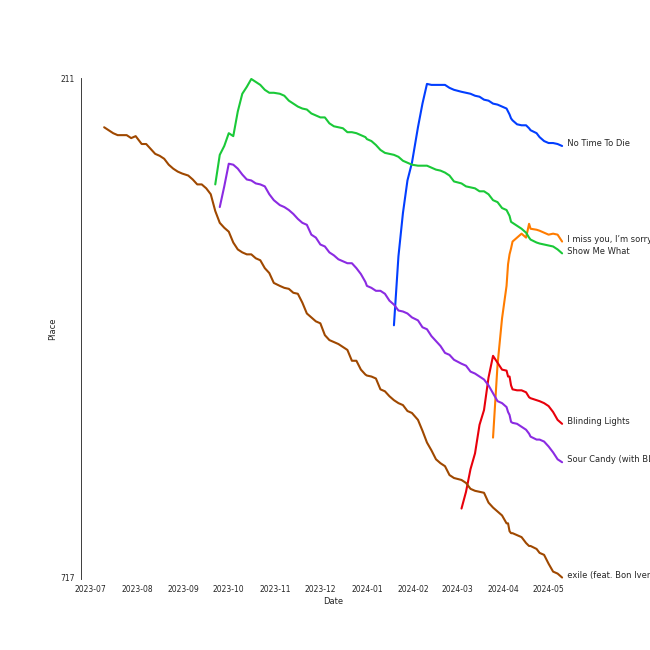 211
No Time To Die
I miss you, I'm sorry
Show Me What
Place
Blinding Lights
Sour Candy (with Bl
exile (feat. Bon Iver
717
2023-07 2023-08 2023-09 2023-10 2023-11 2023-12 2024-01 2024-02 2024-03 2024-04 2024-05
Date